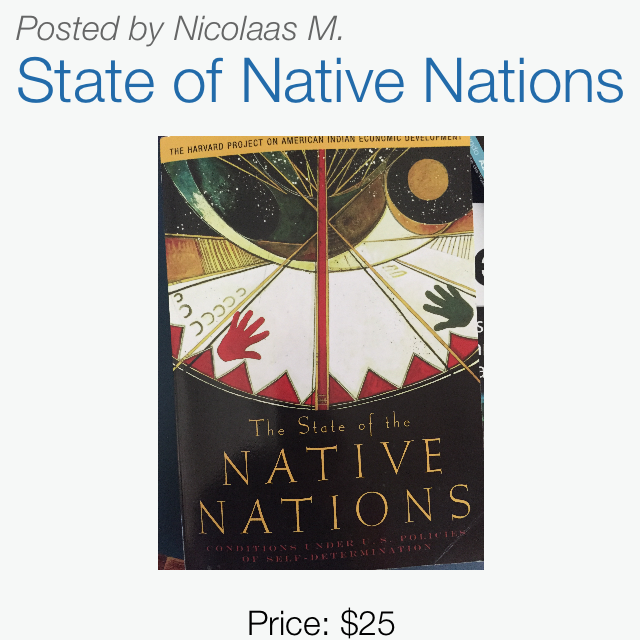 Posted by Nicolaas M.
State of Native Nations
THE HARVARD PROJECT ON AMERICAN INDIAN ECONOMIC DEVELOPMENT
The State of the
NATIVE
NATIONS
CONDITIONS UNDER U.S. POLICIES
OF SELF-DETERMINATION
Price: $25